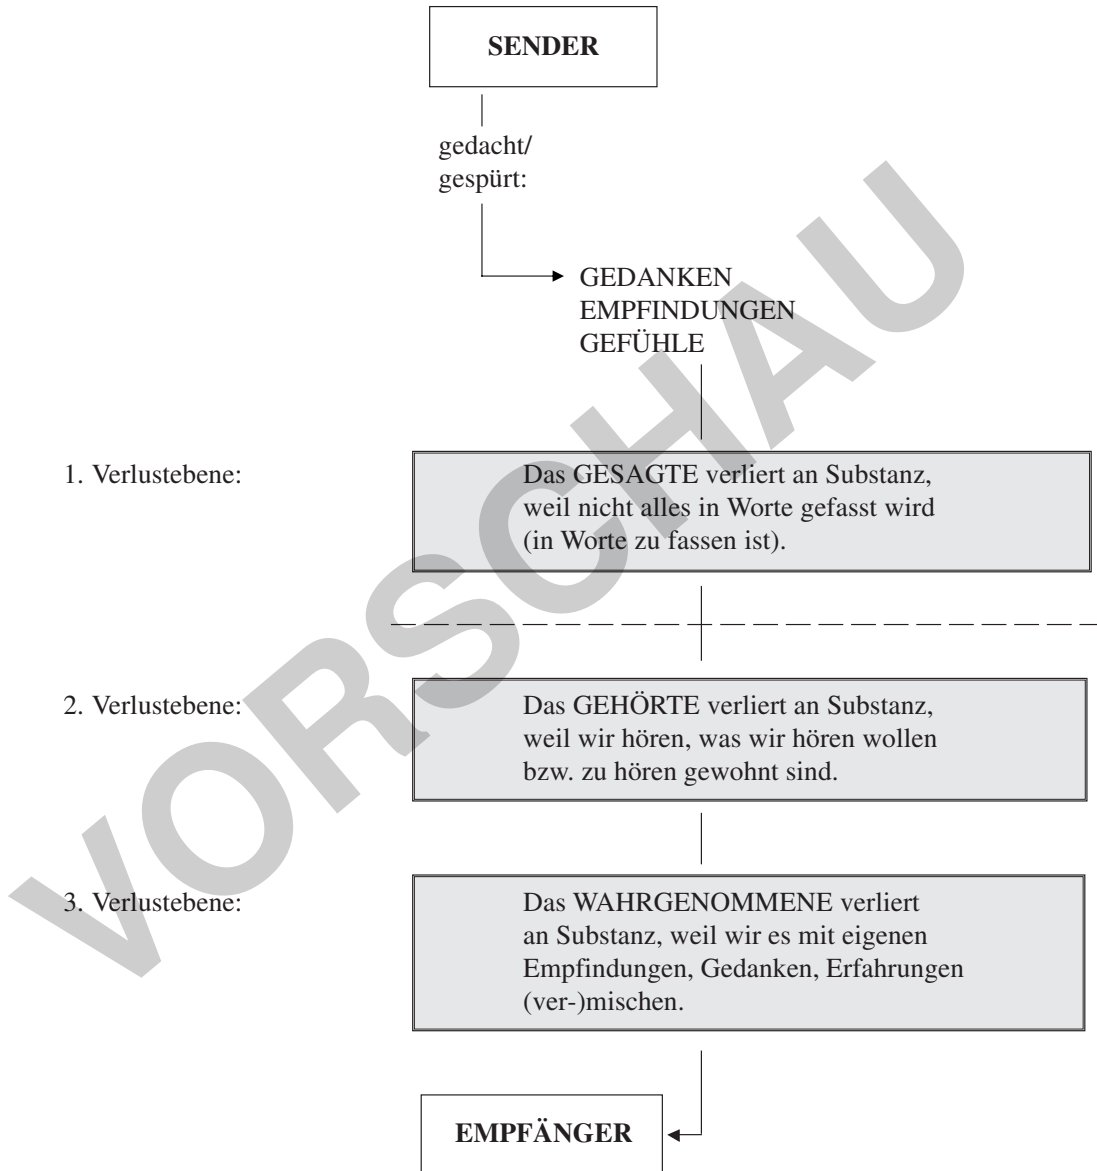 SENDER
gedacht/
gespürt:
GEDANKEN
EMPFINDUNGEN
GEFÜHLE
1. Verlustebene:
Das GESAGTE verliert an Substanz,
weil nicht alles in Worte gefasst wird
(in Worte zu fassen ist).
2. Verlustebene:
Das GEHÖRTE verliert an Substanz,
weil wir hören, was wir hören wollen
bzw. zu hören gewohnt sind.
3. Verlustebene:
Das WAHRGENOMMENE verliert
an Substanz, weil wir es mit eigenen
Empfindungen, Gedanken, Erfahrungen
(ver-)mischen.
EMPFÄNGER
VORSCHAU